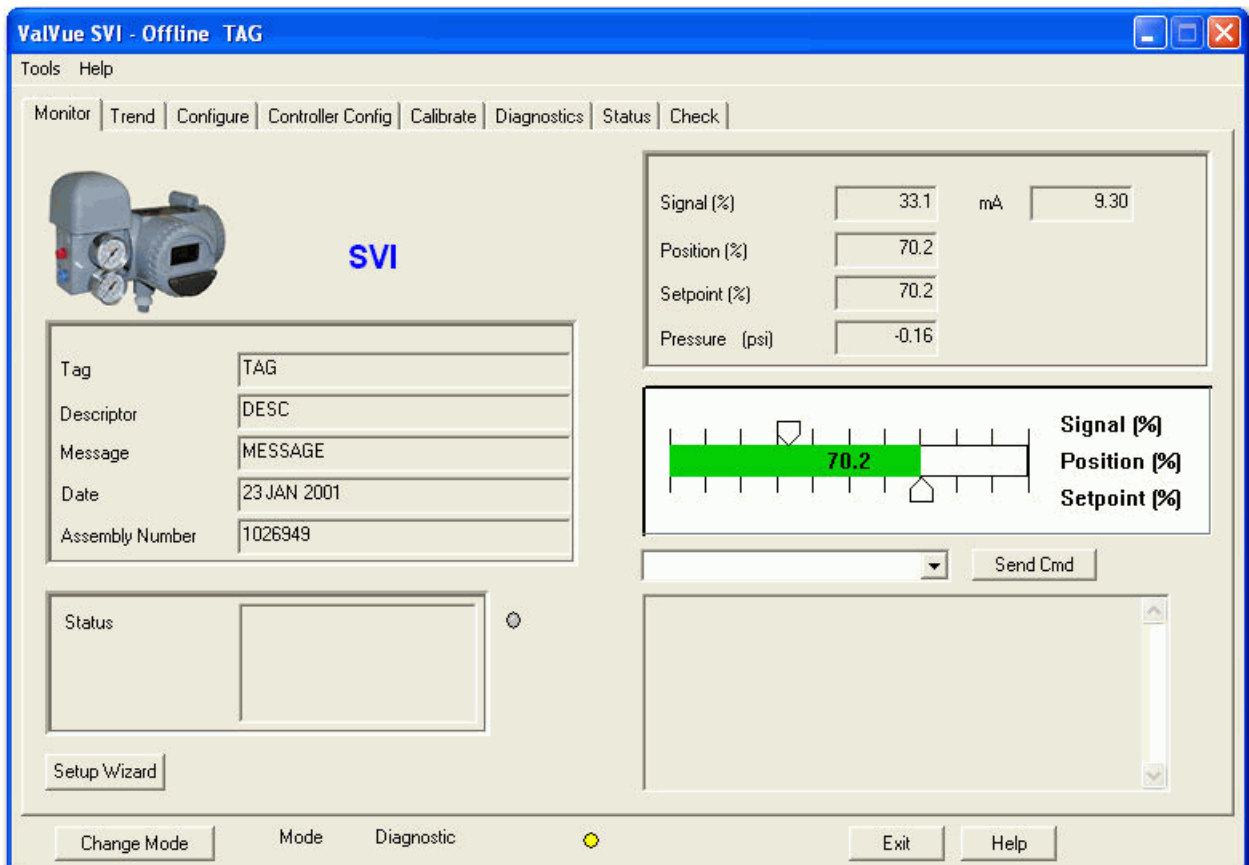 ValVue SVI - Offline TAG
Tools Help
Monitor Trend Configure Controller Config Calibrate Diagnostics Status Check
SVI
Signal (%) 33.1 mA 9.30
Position (%) 70.2
Setpoint (%) 70.2
Pressure (psi) -0.16
Tag TAG
Descriptor DESC
Message MESSAGE
Date 23 JAN 2001
Assembly Number 1026949
70.2
Signal (%)
Position (%)
Setpoint (%)
Send Cmd
Status
Setup Wizard
Change Mode Mode Diagnostic Exit Help